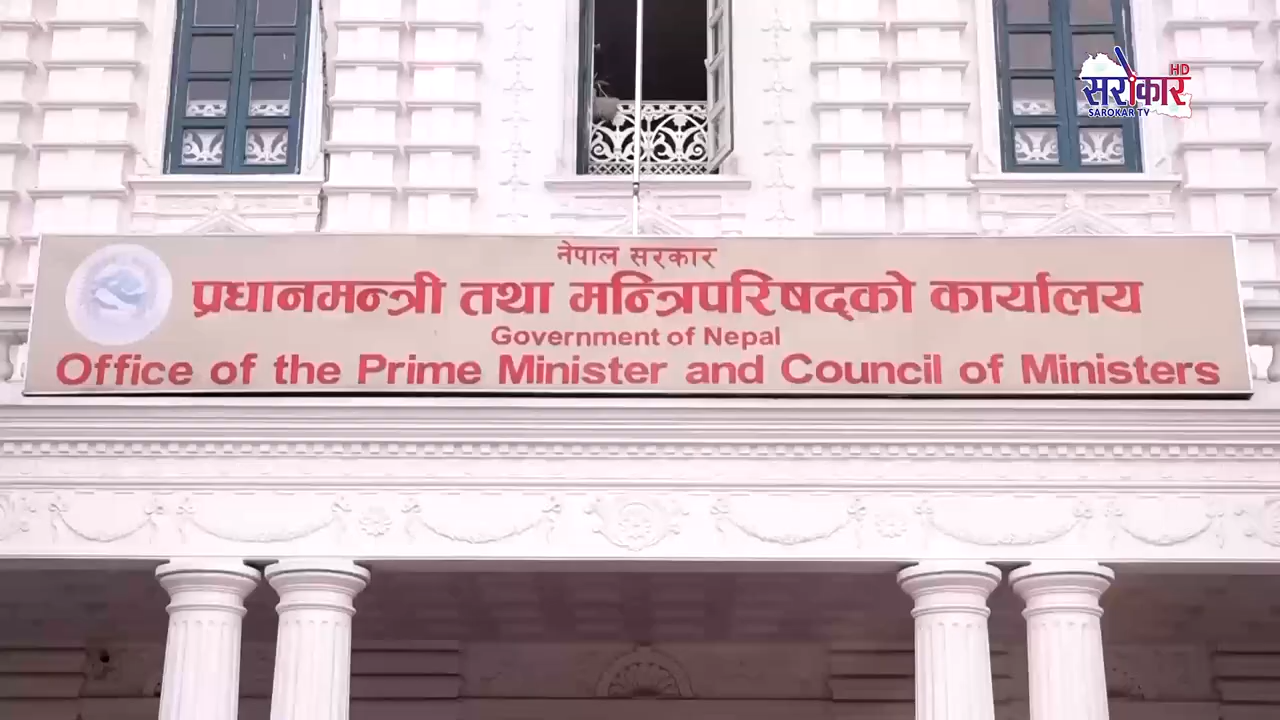 HD
सरोकार
SAROKAR TV
नेपाल सरकार
प्रधानमन्त्री तथा मन्त्रिपरिषद्को कार्यालय
Government of Nepal
Office of the Prime Minister and Council of Ministers